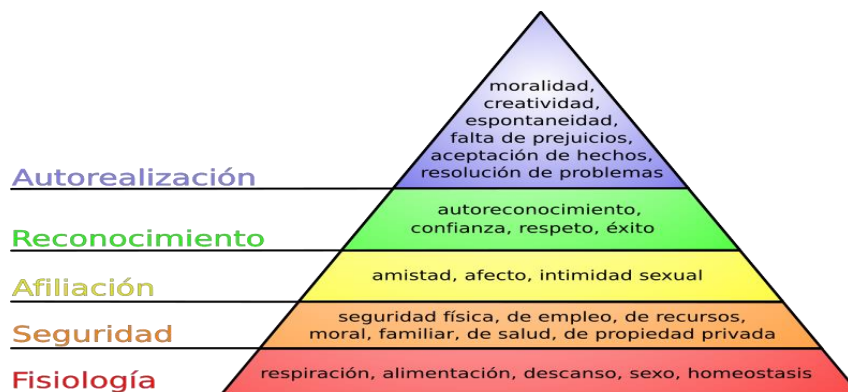 moralidad,
creatividad,
espontaneidad,
falta de prejuicios,
aceptación de hechos,
resolución de problemas
Autorealización
autoreconocimiento,
confianza, respeto, éxito
Reconocimiento
amistad, afecto, intimidad sexual
Afiliación
seguridad física, de empleo, de recursos,
moral, familiar, de salud, de propiedad privada
Seguridad
respiración, alimentación, descanso, sexo, homeostasis
Fisiología